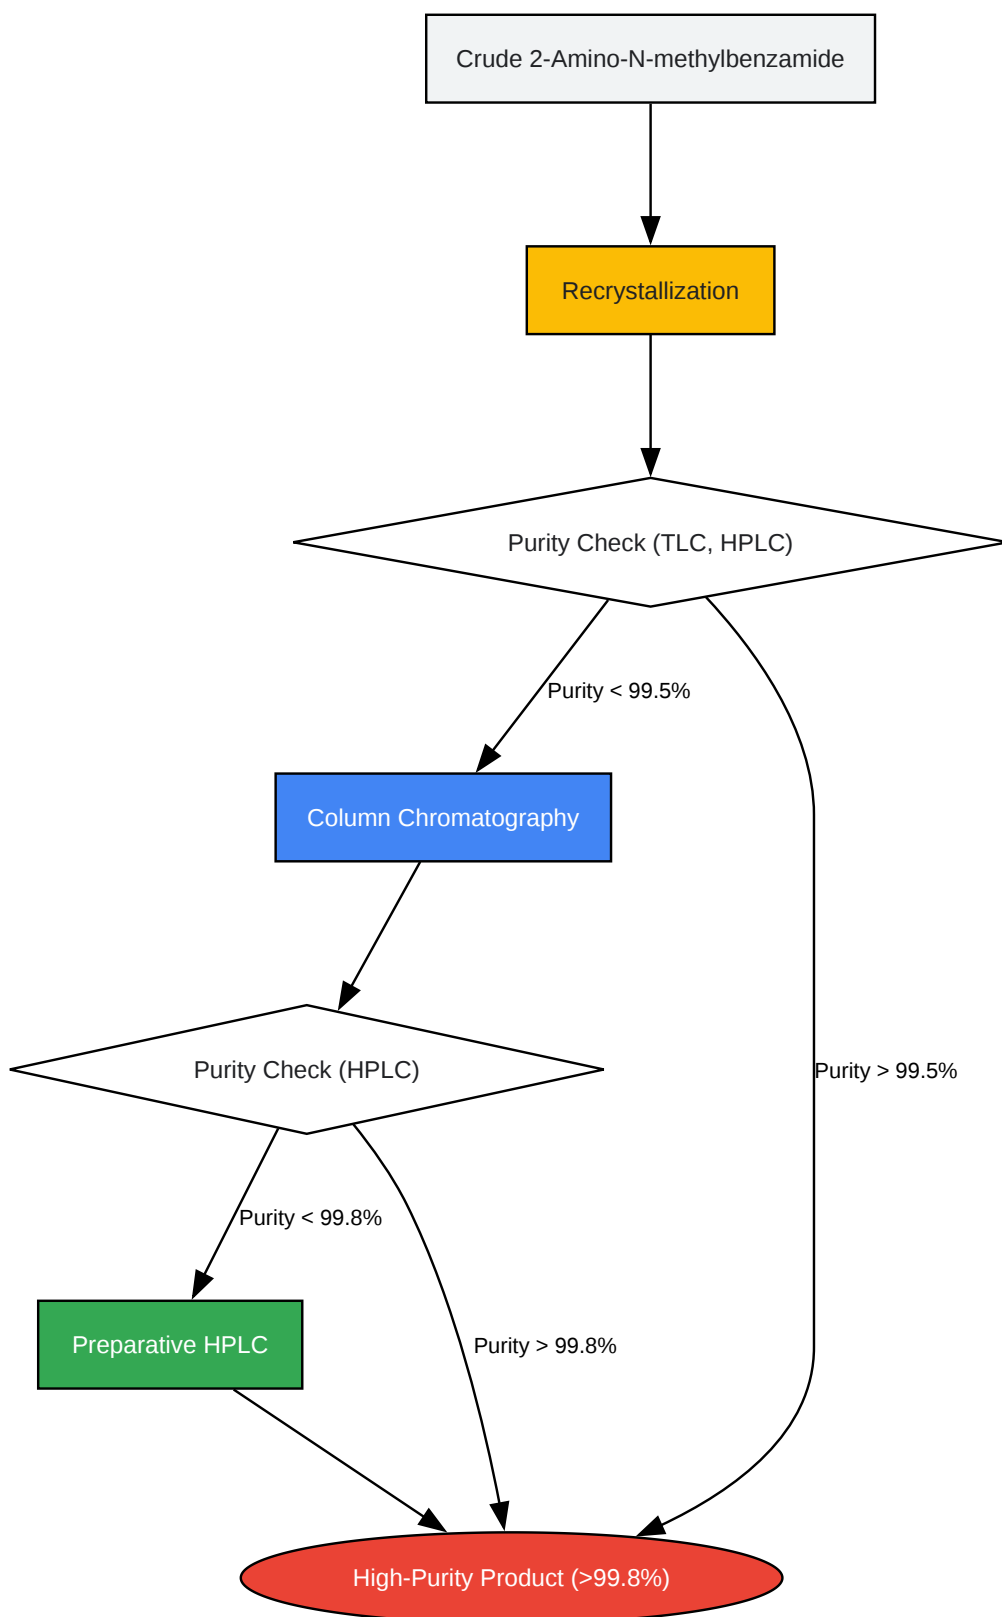 Crude 2-Amino-N-methylbenzamide
Recrystallization
Purity Check (TLC, HPLC)
Purity < 99.5%
Column Chromatography
Purity Check (HPLC)
Purity > 99.5%
Purity < 99.8%
Preparative HPLC
Purity > 99.8%
High-Purity Product (>99.8%)